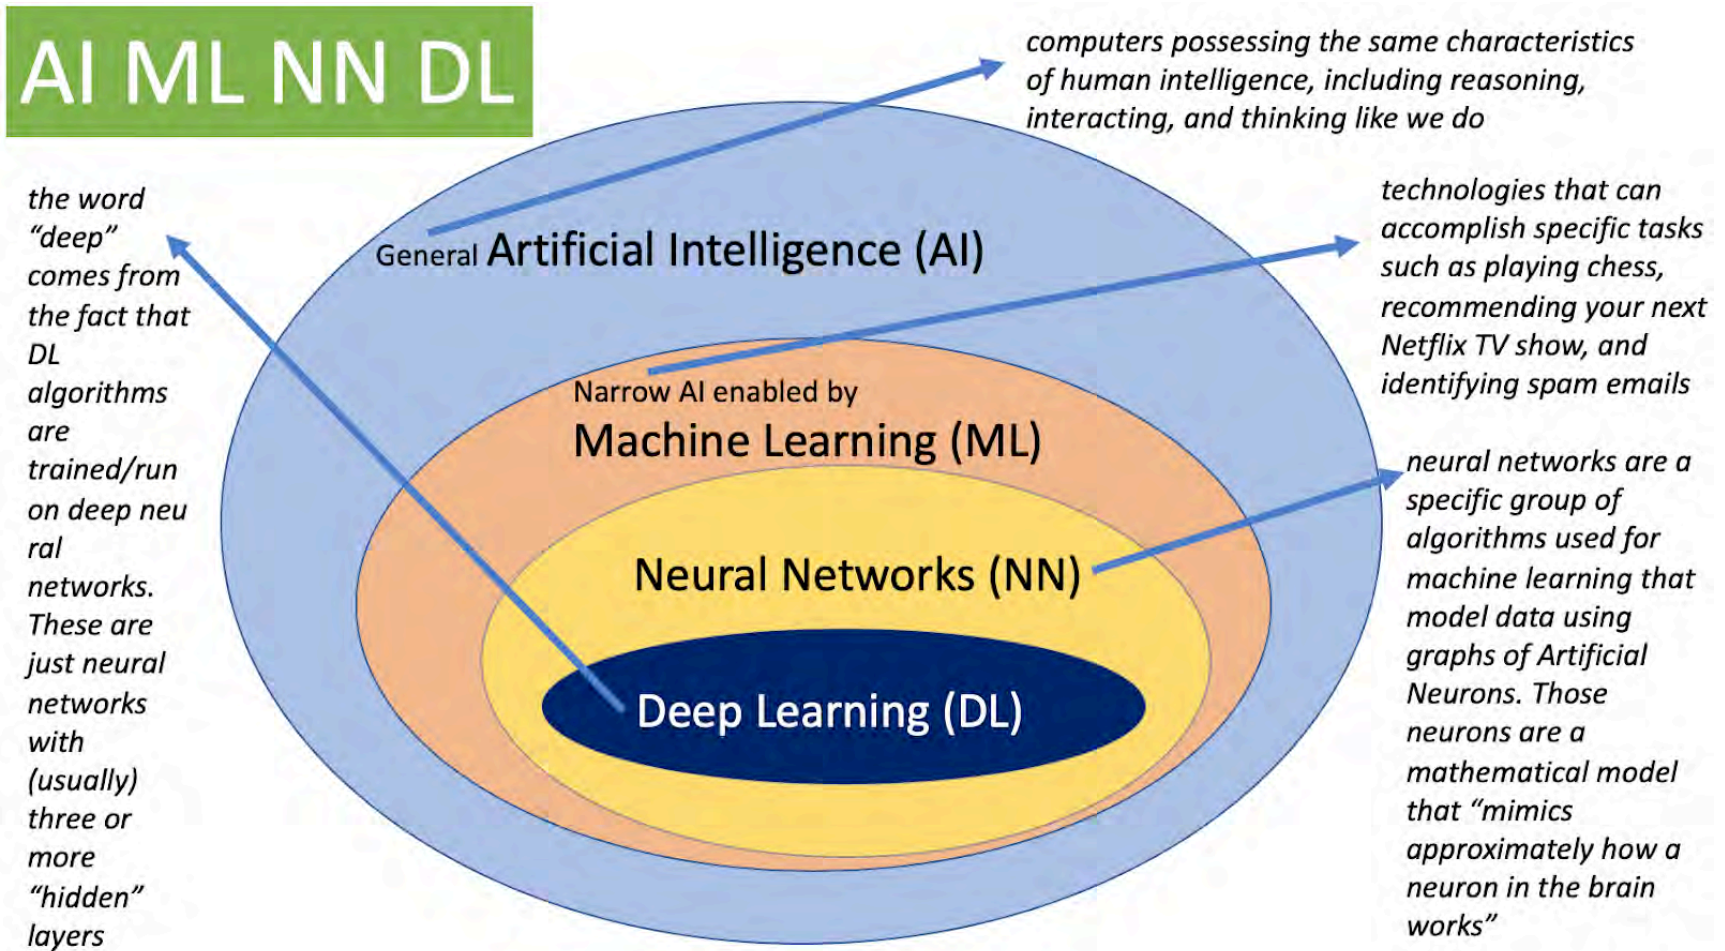 AI ML NN DL
computers possessing the same characteristics
of human intelligence, including reasoning,
interacting, and thinking like we do
the word
“deep”
comes from
the fact that
DL
algorithms
are
trained/run
on deep neu
ral
networks.
These are
just neural
networks
with
(usually)
three or
more
“hidden”
layers
General Artificial Intelligence (AI)
technologies that can
accomplish specific tasks
such as playing chess,
recommending your next
Netflix TV show, and
identifying spam emails
Narrow AI enabled by
Machine Learning (ML)
neural networks are a
specific group of
algorithms used for
machine learning that
model data using
graphs of Artificial
Neurons. Those
neurons are a
mathematical model
that “mimics
approximately how a
neuron in the brain
works”
Neural Networks (NN)
Deep Learning (DL)